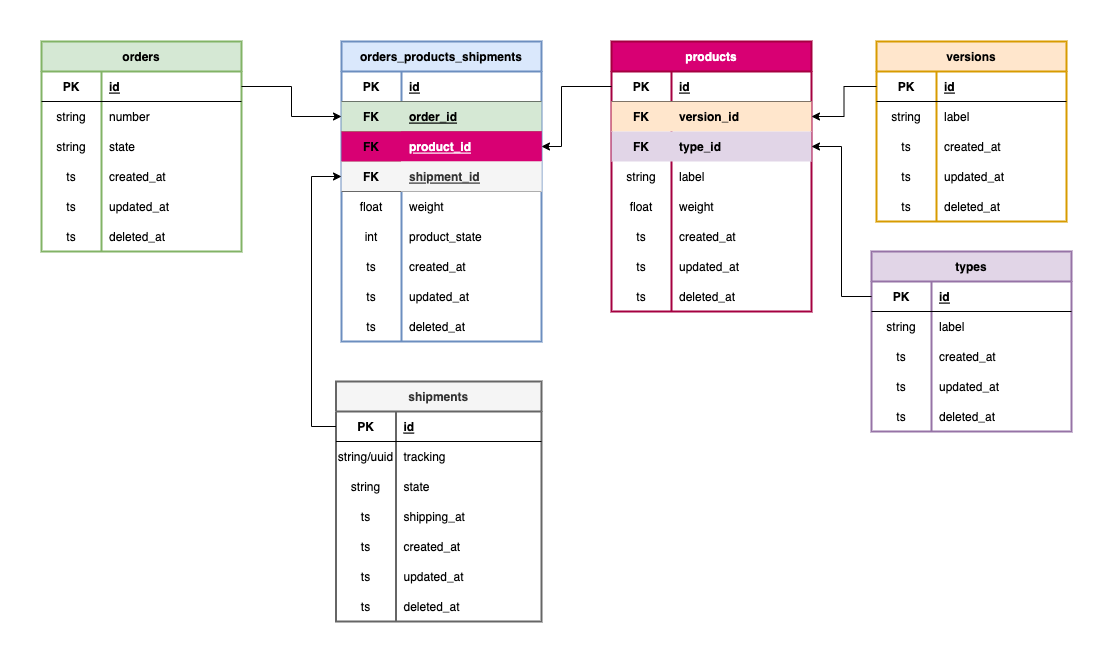 orders
PK id
string number
string state
ts created_at
ts updated_at
ts deleted_at
orders_products_shipments
PK id
FK order_id
FK product_id
FK shipment_id
float weight
int product_state
ts created_at
ts updated_at
ts deleted_at
products
PK id
FK version_id
FK type_id
string label
float weight
ts created_at
ts updated_at
ts deleted_at
versions
PK id
string label
ts created_at
ts updated_at
ts deleted_at
types
PK id
string label
ts created_at
ts updated_at
ts deleted_at
shipments
PK id
string/uuid tracking
string state
ts shipping_at
ts created_at
ts updated_at
ts deleted_at